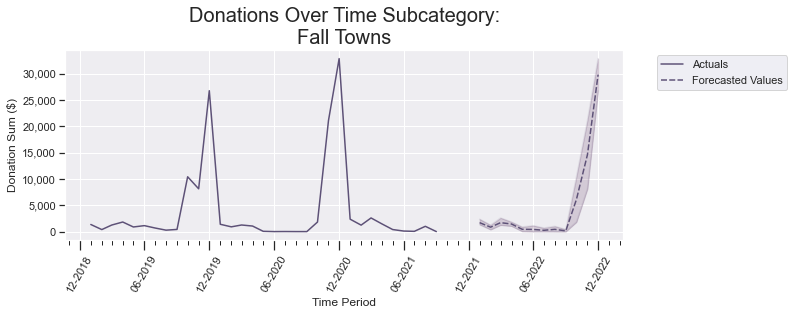 Donations Over Time Subcategory:
Fall Towns
Actuals
Forecasted Values
Donation Sum ($)
30,000
25,000
20,000
15,000
10,000
5,000
0
12-2018
06-2019
12-2019
06-2020
12-2020
06-2021
12-2021
06-2022
12-2022
Time Period